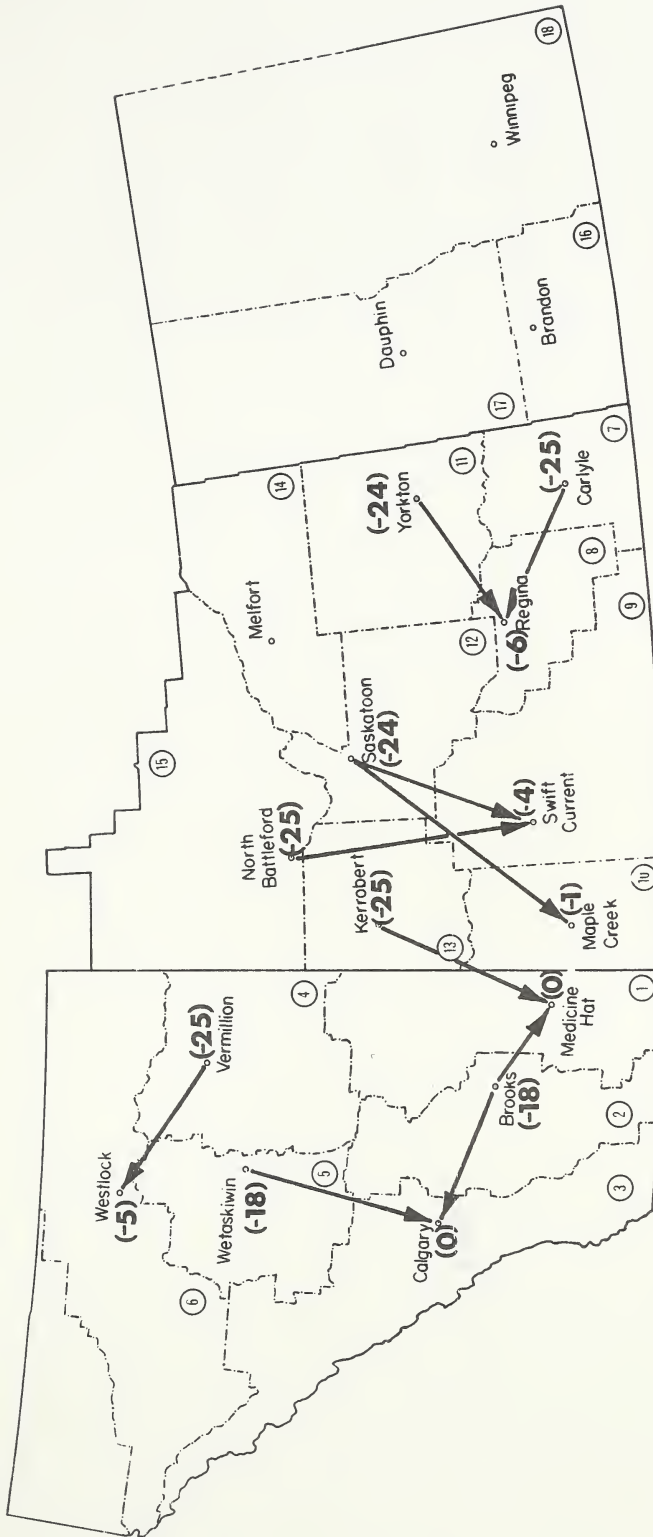 Westlock
(-5)
(-25)
Vermillion
Wetaskiwin
(-18)
Calgary
(0)
Brooks
(-18)
(0)
Medicine
Hat
North
Battleford
(-25)
Kerrobert
(-25)
Saskatoon
(-24)
(-1)
Maple
Creek
(-4)
Swift
Current
Melfort
(-24)
Yorkton
(-6)
Regina
(-25)
Carlyle
Dauphin
Brandon
Winnipeg
6
5
4
3
2
1
15
13
10
14
12
11
9
8
7
17
16
18